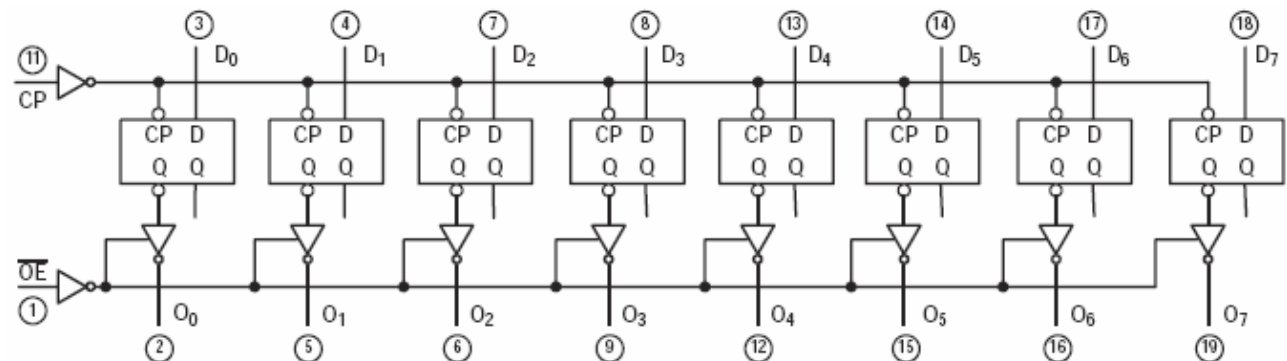 ③ ④ ⑦ ⑧ ⑬ ⑭ ⑰ ⑱
⑪ D₀ D₁ D₂ D₃ D₄ D₅ D₆ D₇
CP
CP D CP D CP D CP D CP D CP D CP D CP D
Q Q Q Q Q Q Q Q Q Q Q Q Q Q Q Q
O̅E̅
① O₀ O₁ O₂ O₃ O₄ O₅ O₆ O₇
② ⑤ ⑥ ⑨ ⑫ ⑮ ⑯ ⑲